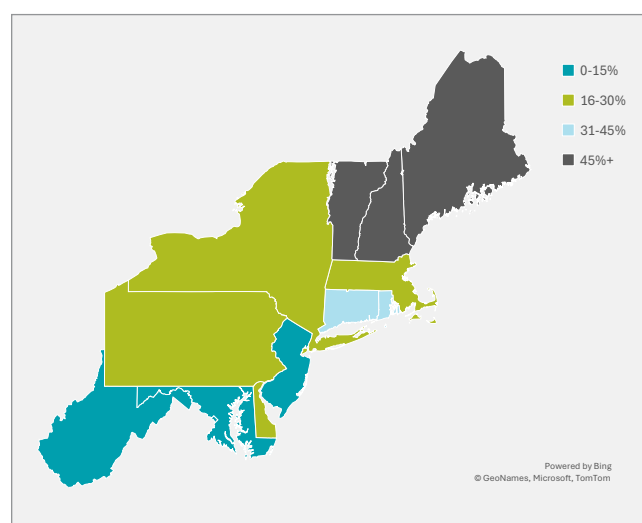 0-15%
16-30%
31-45%
45%+
Powered by Bing
© GeoNames, Microsoft, TomTom